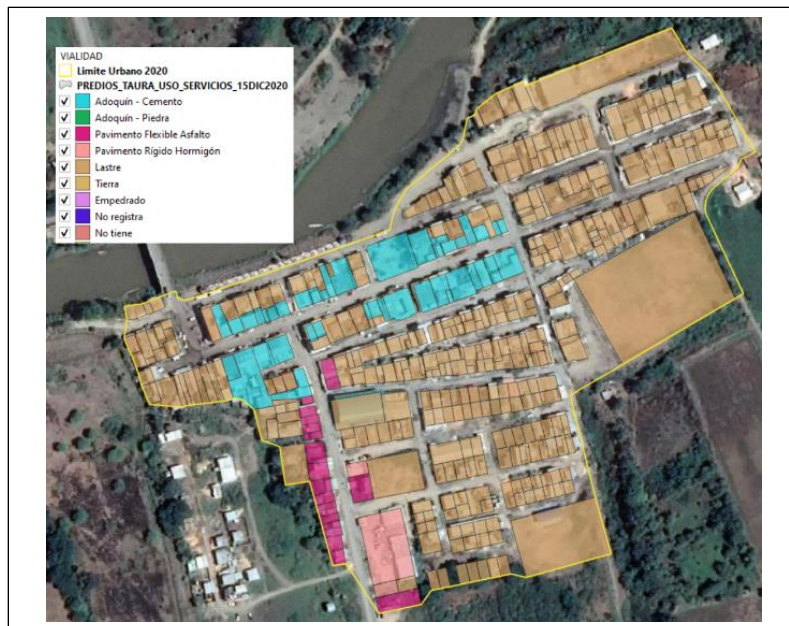 VIALIDAD
Limite Urbano 2020
PREDIOS_TAURA_USO_SERVICIOS_15DIC2020
Adoquín - Cemento
Adoquín - Piedra
Pavimento Flexible Asfalto
Pavimento Rígido Hormigón
Lastre
Tierra
Empedrado
No registra
No tiene